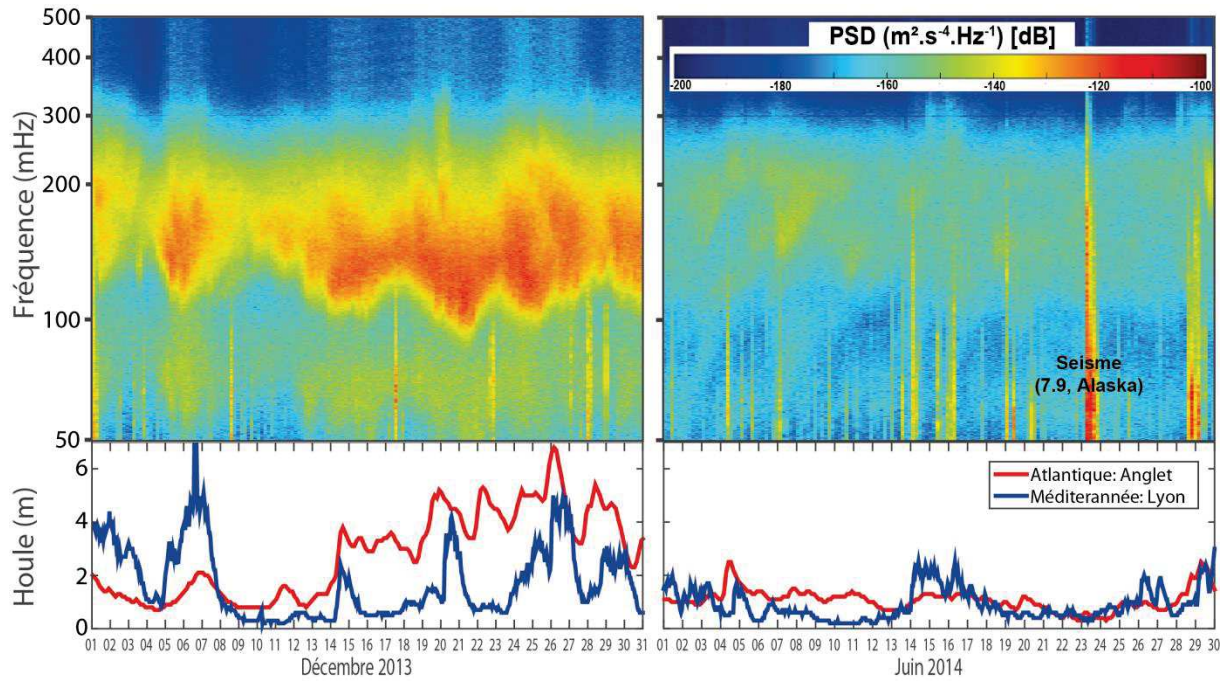 PSD (m².s⁻⁴.Hz⁻¹) [dB]
-200 -180 -160 -140 -120 -100
Fréquence (mHz)
500
400
300
200
100
50
Seisme
(7.9, Alaska)
Houle (m)
6
4
2
0
Atlantique: Anglet
Méditerannée: Lyon
01 02 03 04 05 06 07 08 09 10 11 12 13 14 15 16 17 18 19 20 21 22 23 24 25 26 27 28 29 30 31
Décembre 2013
01 02 03 04 05 06 07 08 09 10 11 12 13 14 15 16 17 18 19 20 21 22 23 24 25 26 27 28 29 30
Juin 2014